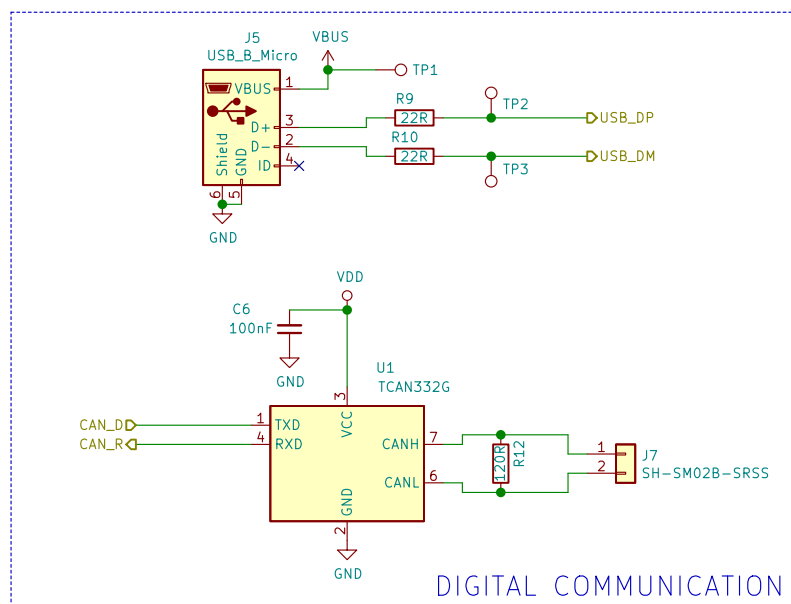 J5
USB_B_Micro
VBUS
TP1
VBUS
1
D+
3
D-
2
ID
4
Shield
GND
6
5
GND
R9
22R
R10
22R
TP2
USB_DP
USB_DM
TP3
VDD
C6
100nF
GND
U1
TCAN332G
3
VCC
CAN_D
1
TXD
CAN_R
4
RXD
CANH
7
CANL
6
GND
2
GND
120R
R12
1
2
J7
SH-SM02B-SRSS
DIGITAL COMMUNICATION